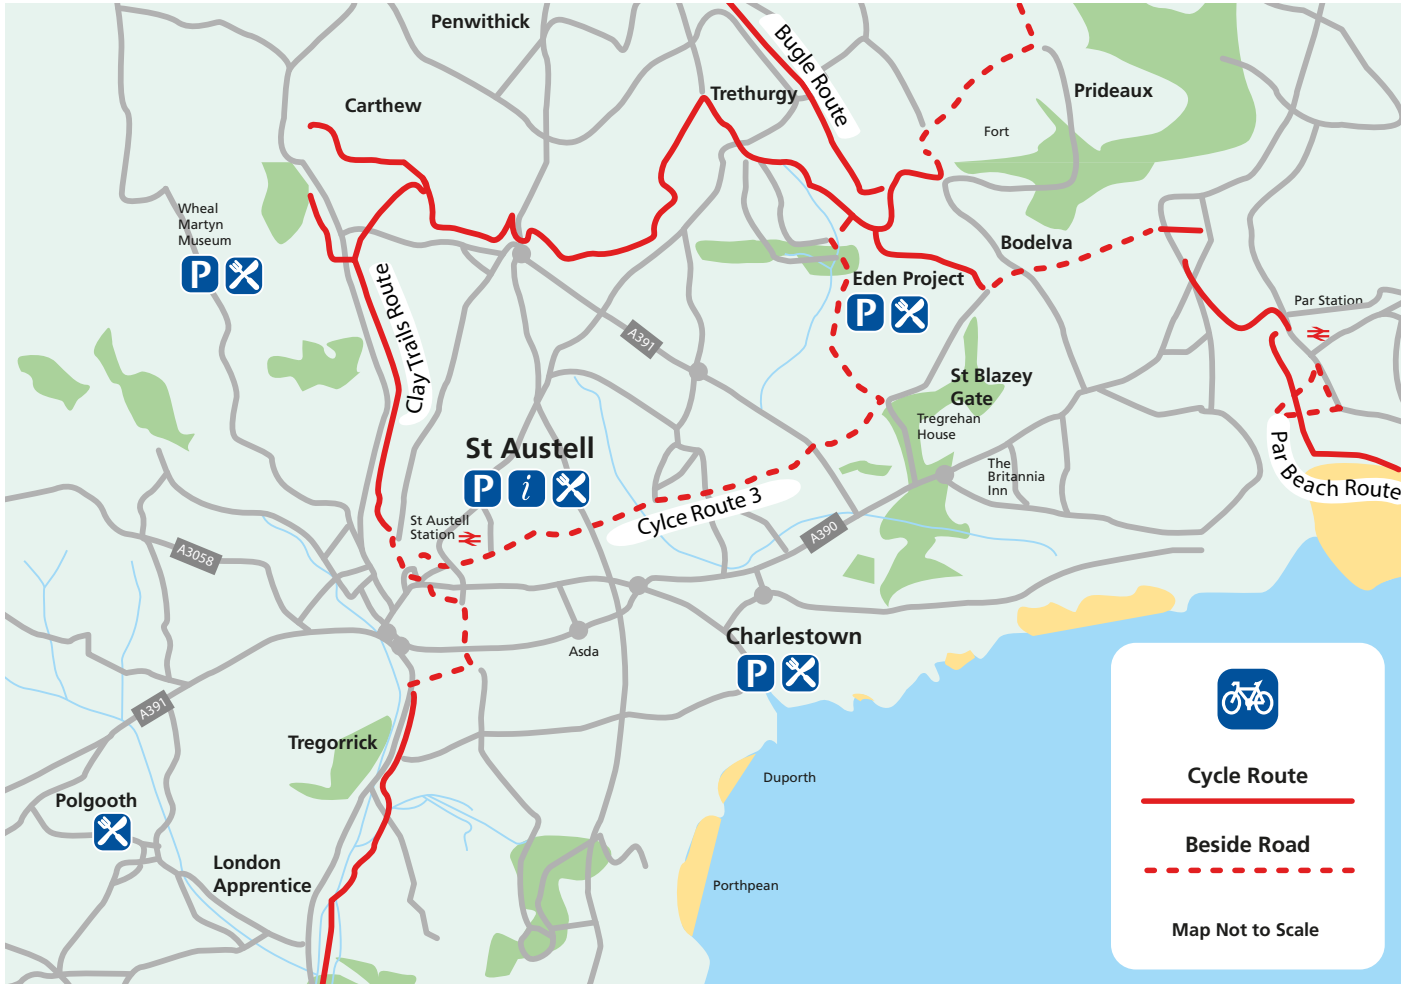 Penwithick
Bugle Route
Carthew
Trethurgy
Prideaux
Fort
Wheal
Martyn
Museum
P
Bodelva
Eden Project
P
Clay Trails Route
A391
Par Station
St Blazey
Gate
Tregrehan
House
St Austell
P i
The
Britannia
Inn
Par Beach Route
Cylce Route 3
St Austell
Station
A390
A3058
Charlestown
P
Asda
A391
Tregorrick
Duporth
Polgooth
London
Apprentice
Porthpean
Cycle Route
Beside Road
Map Not to Scale